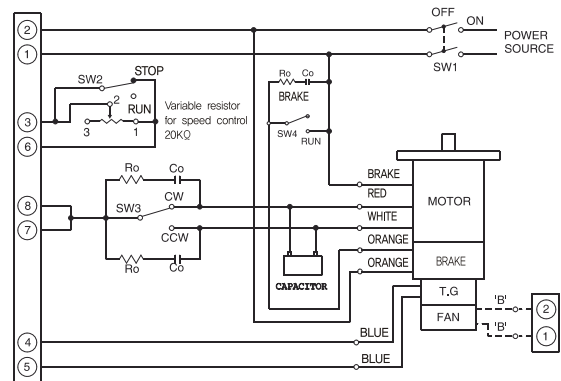 OFF
ON
POWER
SOURCE
SW1
2
1
STOP
SW2
RUN
2
3
1
Variable resistor
for speed control
20KΩ
3
6
Ro Co
BRAKE
SW4
RUN
Ro
Co
CW
SW3
CCW
Ro
Co
8
7
BRAKE
RED
WHITE
ORANGE
ORANGE
CAPACITOR
MOTOR
BRAKE
T.G
FAN
'B'
'B'
2
1
BLUE
BLUE
4
5